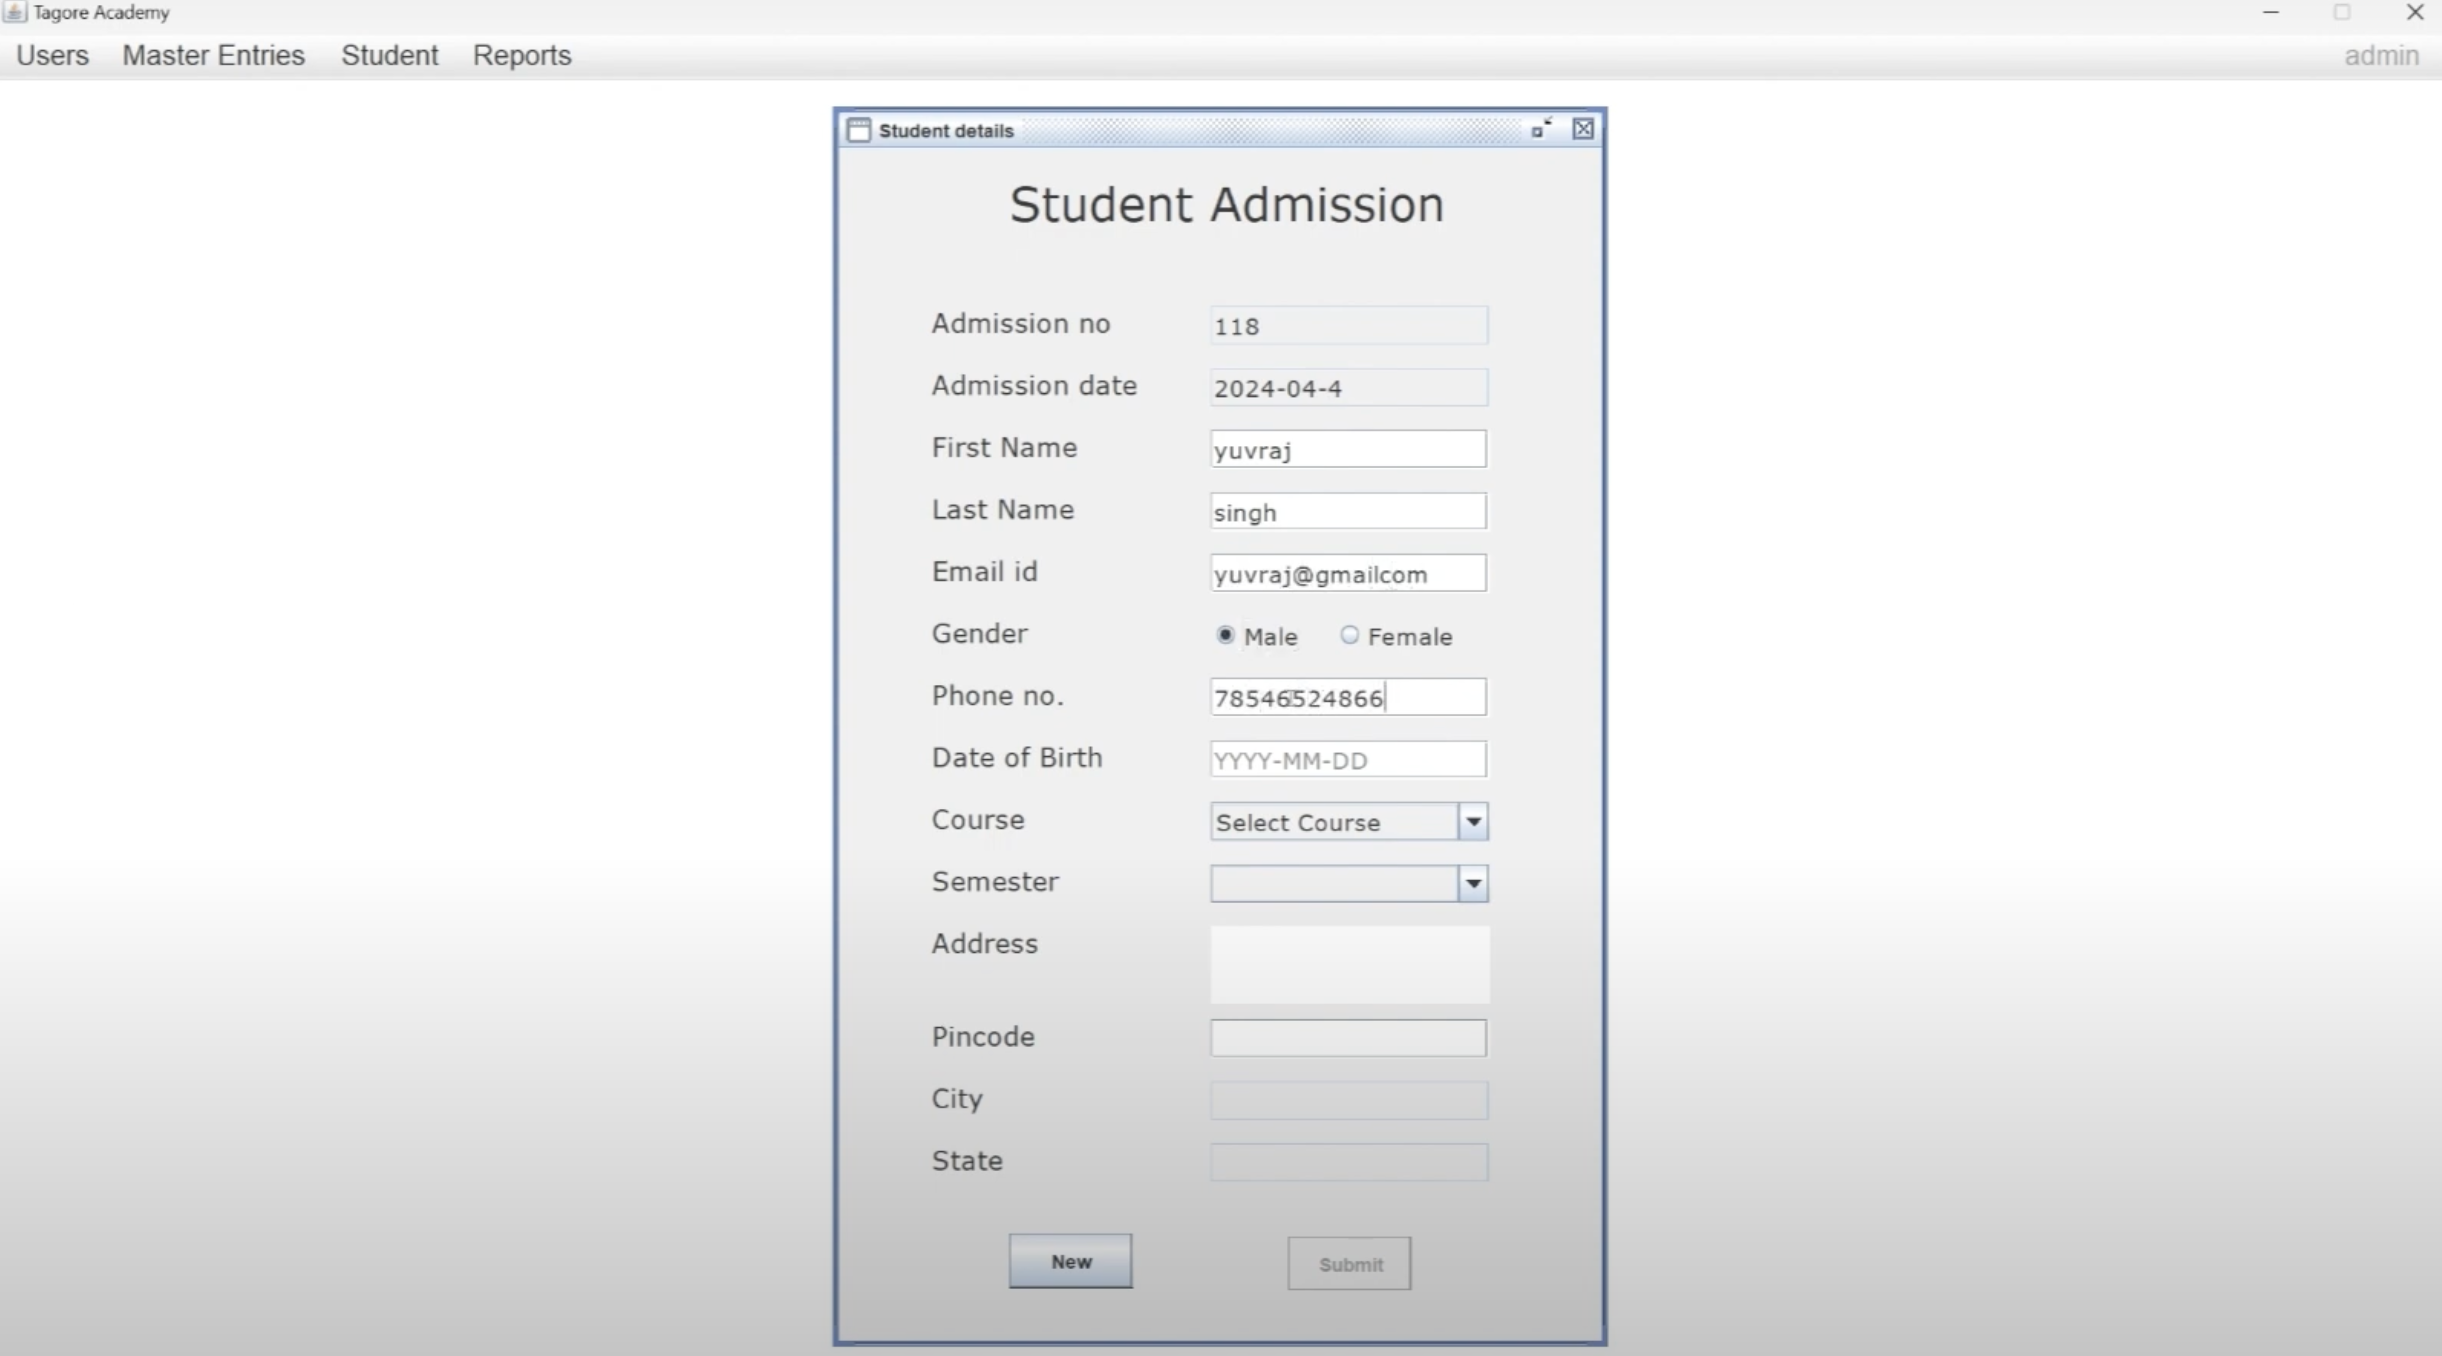 Tagore Academy
Users Master Entries Student Reports admin
Student details
Student Admission
Admission no 118
Admission date 2024-04-4
First Name yuvraj
Last Name singh
Email id yuvraj@gmailcom
Gender Male Female
Phone no. 78546524866
Date of Birth YYYY-MM-DD
Course Select Course
Semester
Address
Pincode
City
State
New Submit